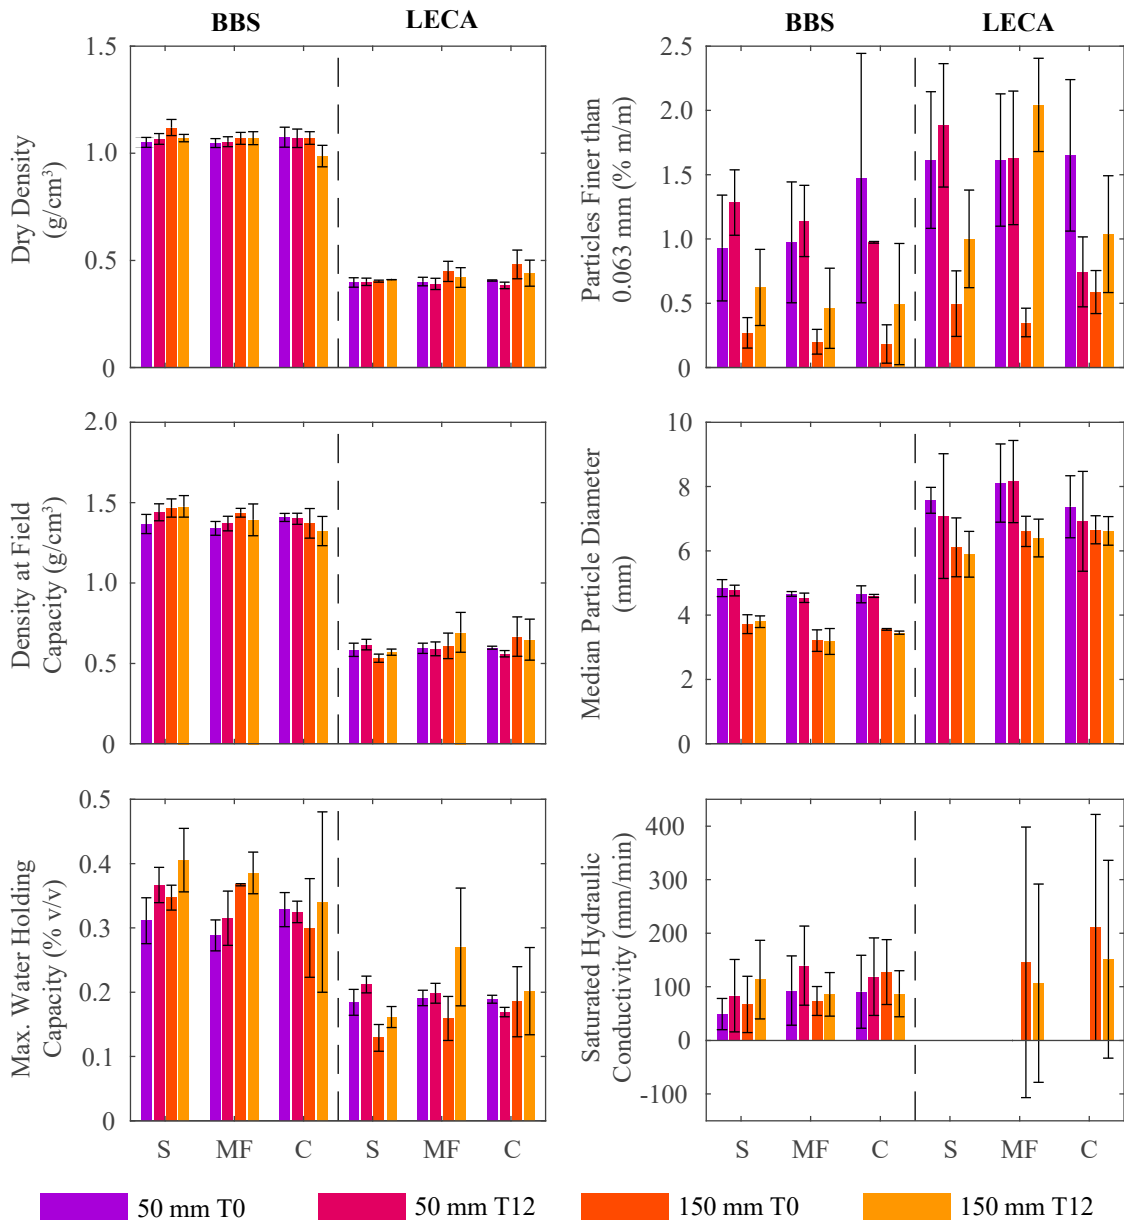 BBS LECA
BBS LECA
Dry Density
(g/cm³)
1.5
1.0
0.5
0
Particles Finer than
0.063 mm (% m/m)
2.5
2.0
1.5
1.0
0.5
0
Density at Field
Capacity (g/cm³)
2.0
1.5
1.0
0.5
0
Median Particle Diameter
(mm)
10
8
6
4
2
0
Max. Water Holding
Capacity (% v/v)
0.5
0.4
0.3
0.2
0.1
0
S MF C S MF C
Saturated Hydraulic
Conductivity (mm/min)
400
300
200
100
0
-100
S MF C S MF C
50 mm T0 50 mm T12 150 mm T0 150 mm T12